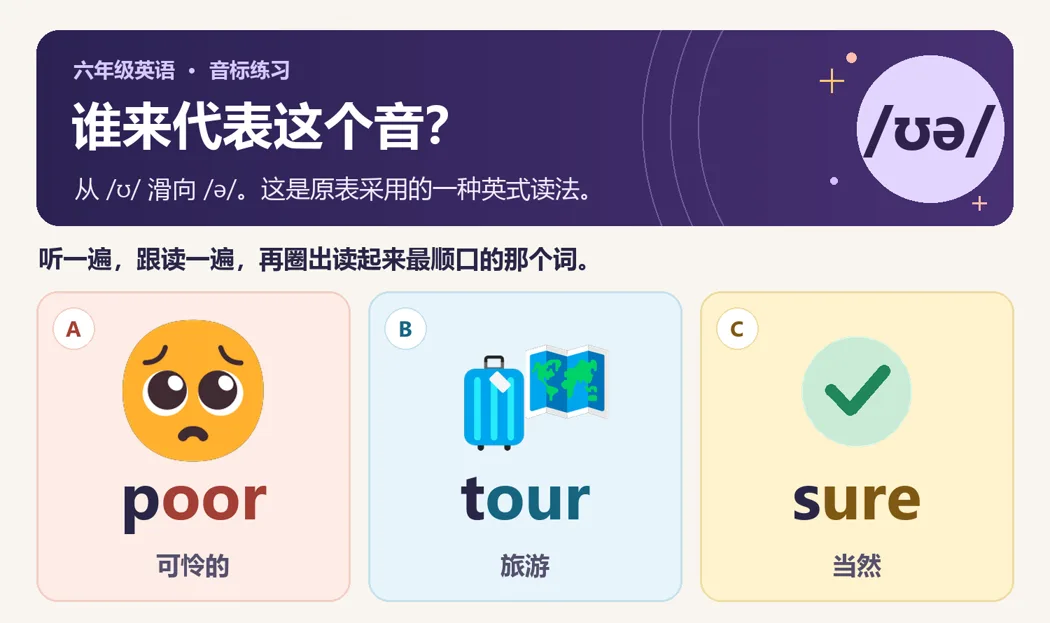 六年级英语 · 音标练习
谁来代表这个音？
从 /ʊ/ 滑向 /ə/。这是原表采用的一种英式读法。
/ʊə/
听一遍，跟读一遍，再圈出读起来最顺口的那个词。
A
poor
可怜的
B
tour
旅游
C
sure
当然